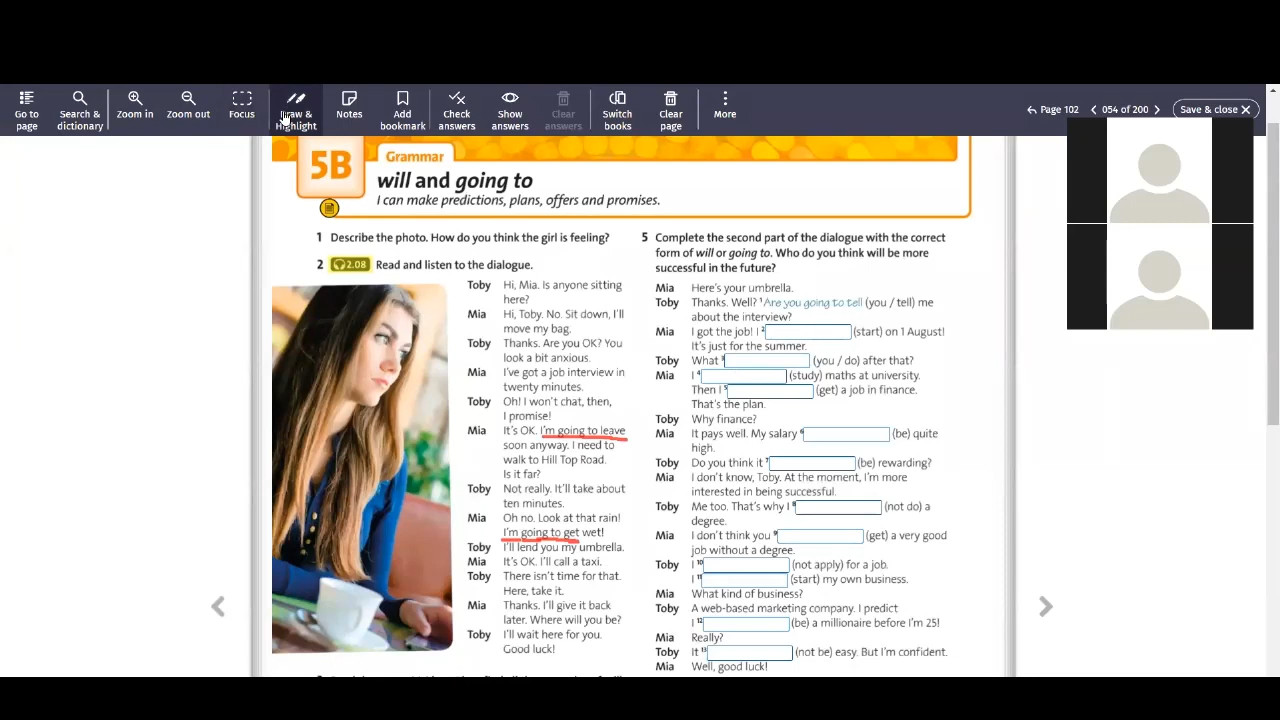 Go to page
Search & dictionary
Zoom in
Zoom out
Focus
Draw & Highlight
Notes
Add bookmark
Check answers
Show answers
Clear answers
Switch books
Clear page
More
Page 102
054 of 200
Save & close
5B
Grammar
will and going to
I can make predictions, plans, offers and promises.
1 Describe the photo. How do you think the girl is feeling?
2 2.08 Read and listen to the dialogue.
Toby Hi, Mia. Is anyone sitting
here?
Mia Hi, Toby. No. Sit down, I'll
move my bag.
Toby Thanks. Are you OK? You
look a bit anxious.
Mia I've got a job interview in
twenty minutes.
Toby Oh! I won't chat, then,
I promise!
Mia It's OK. I'm going to leave
soon anyway. I need to
walk to Hill Top Road.
Is it far?
Toby Not really. It'll take about
ten minutes.
Mia Oh no. Look at that rain!
I'm going to get wet!
Toby I'll lend you my umbrella.
Mia It's OK. I'll call a taxi.
Toby There isn't time for that.
Here, take it.
Mia Thanks. I'll give it back
later. Where will you be?
Toby I'll wait here for you.
Good luck!
5 Complete the second part of the dialogue with the correct
form of will or going to. Who do you think will be more
successful in the future?
Mia Here's your umbrella.
Toby Thanks. Well? 1 Are you going to tell (you / tell) me
about the interview?
Mia I got the job! I 2 (start) on 1 August!
It's just for the summer.
Toby What 3 (you / do) after that?
Mia I 4 (study) maths at university.
Then I 5 (get) a job in finance.
That's the plan.
Toby Why finance?
Mia It pays well. My salary 6 (be) quite
high.
Toby Do you think it 7 (be) rewarding?
Mia I don't know, Toby. At the moment, I'm more
interested in being successful.
Toby Me too. That's why I 8 (not do) a
degree.
Mia I don't think you 9 (get) a very good
job without a degree.
Toby I 10 (not apply) for a job.
I 11 (start) my own business.
Mia What kind of business?
Toby A web-based marketing company. I predict
I 12 (be) a millionaire before I'm 25!
Mia Really?
Toby It 13 (not be) easy. But I'm confident.
Mia Well, good luck!